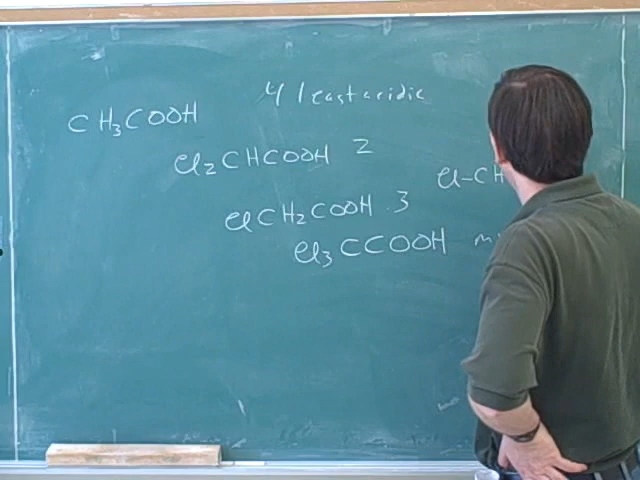 4 least acidic
CH₃COOH
Cl₂CHCOOH 2
Cl-CH
ClCH₂COOH 3
Cl₃CCOOH